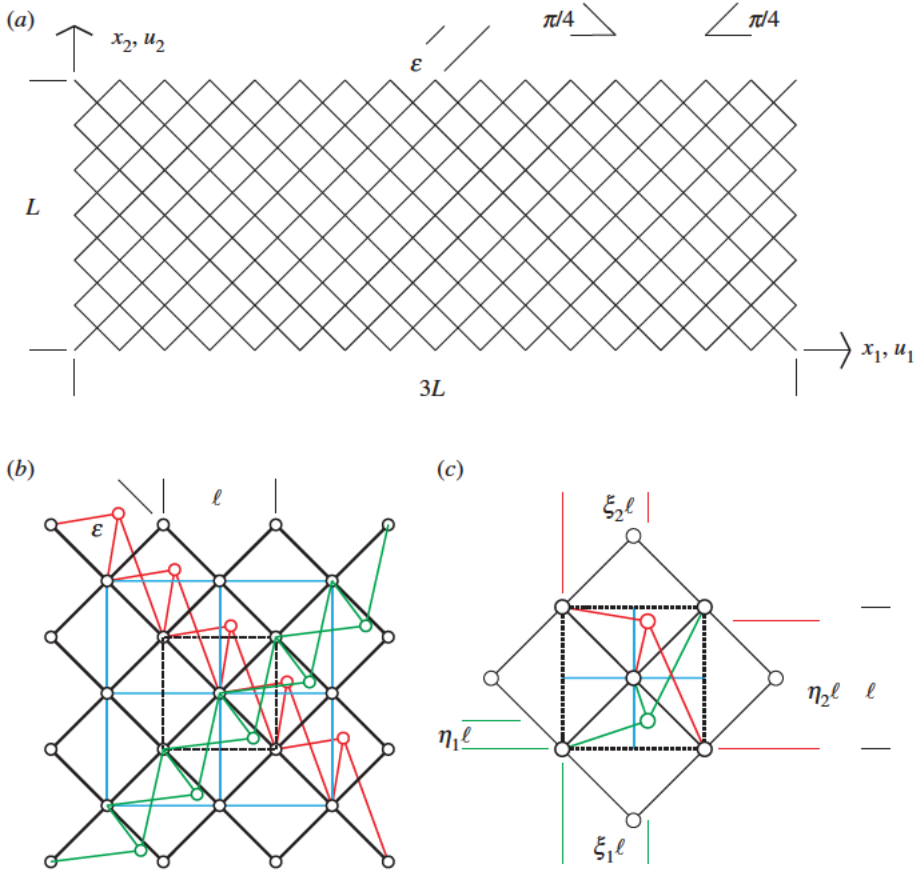 (a)
x₂, u₂
ε
π/4
π/4
L
x₁, u₁
3L
(b)
ℓ
ε
(c)
ξ₂ℓ
η₁ℓ
η₂ℓ
ℓ
ξ₁ℓ